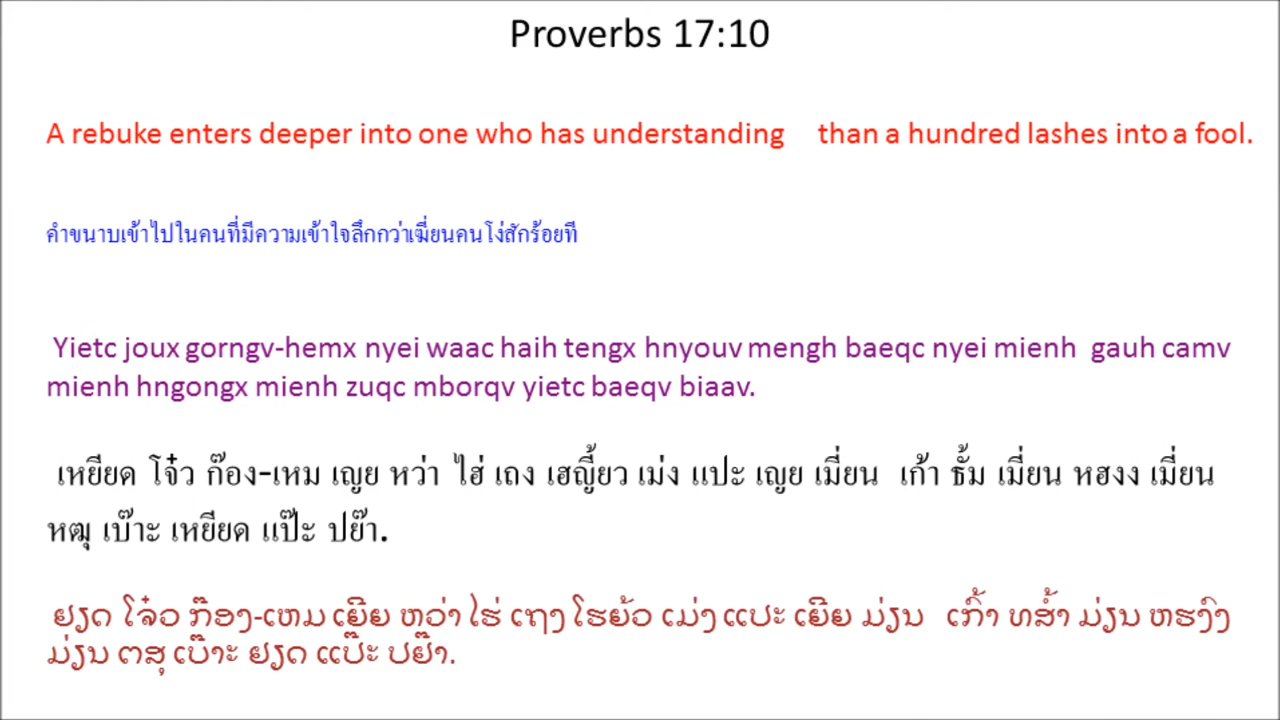 Proverbs 17:10
A rebuke enters deeper into one who has understanding than a hundred lashes into a fool.
คำขนาบเข้าไปในคนที่มีความเข้าใจลึกกว่าเฆี่ยนคนโง่สักร้อยที
Yietc joux gorngv-hemx nyei waac haih tengx hnyouv mengh baeqc nyei mienh gauh camv
mienh hngongx mienh zuqc mborqv yietc baeqv biaav.
เหยียด โจ๋ว ก๊อง-เหม เญย หว่า ไฮ่ เถง เฮญี้ยว เม่ง แปะ เญย เมี่ยน เก้า ธั้ม เมี่ยน หฮงง เมี่ยน
หฒุ เบ๊าะ เหยียด แป๊ะ ปย๊า.
ຢຽດ ໂຈ໋ວ ກ໊ອງ-ເຫມ ເຍີຍ ຫວ່າ ໄຮ່ ເຖງ ໂຮຍ້ວ ເມ່ງ ແປະ ເຍີຍ ມ່ຽນ ເກົ້າ ທສ້ຳ ມ່ຽນ ຫຮງົງ
ມ່ຽນ ຕສຸ ເບ໊າະ ຢຽດ ແປ໊ະ ປຢ໊າ.